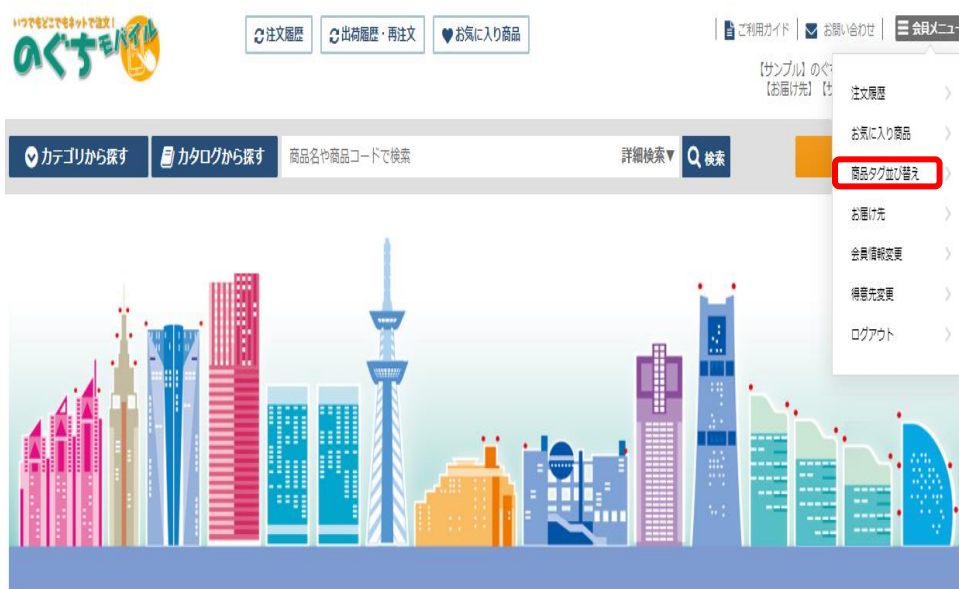 いつでもどこでもネットで注文!
のぐちモバイル
注文履歴
出荷履歴・再注文
お気に入り商品
ご利用ガイド
お問い合わせ
会員メニュー
【サンプル】のぐ
【お届け先】【サ
注文履歴
お気に入り商品
商品タグ並び替え
お届け先
会員情報変更
得意先変更
ログアウト
カテゴリから探す
カタログから探す
商品名や商品コードで検索
詳細検索▼
検索